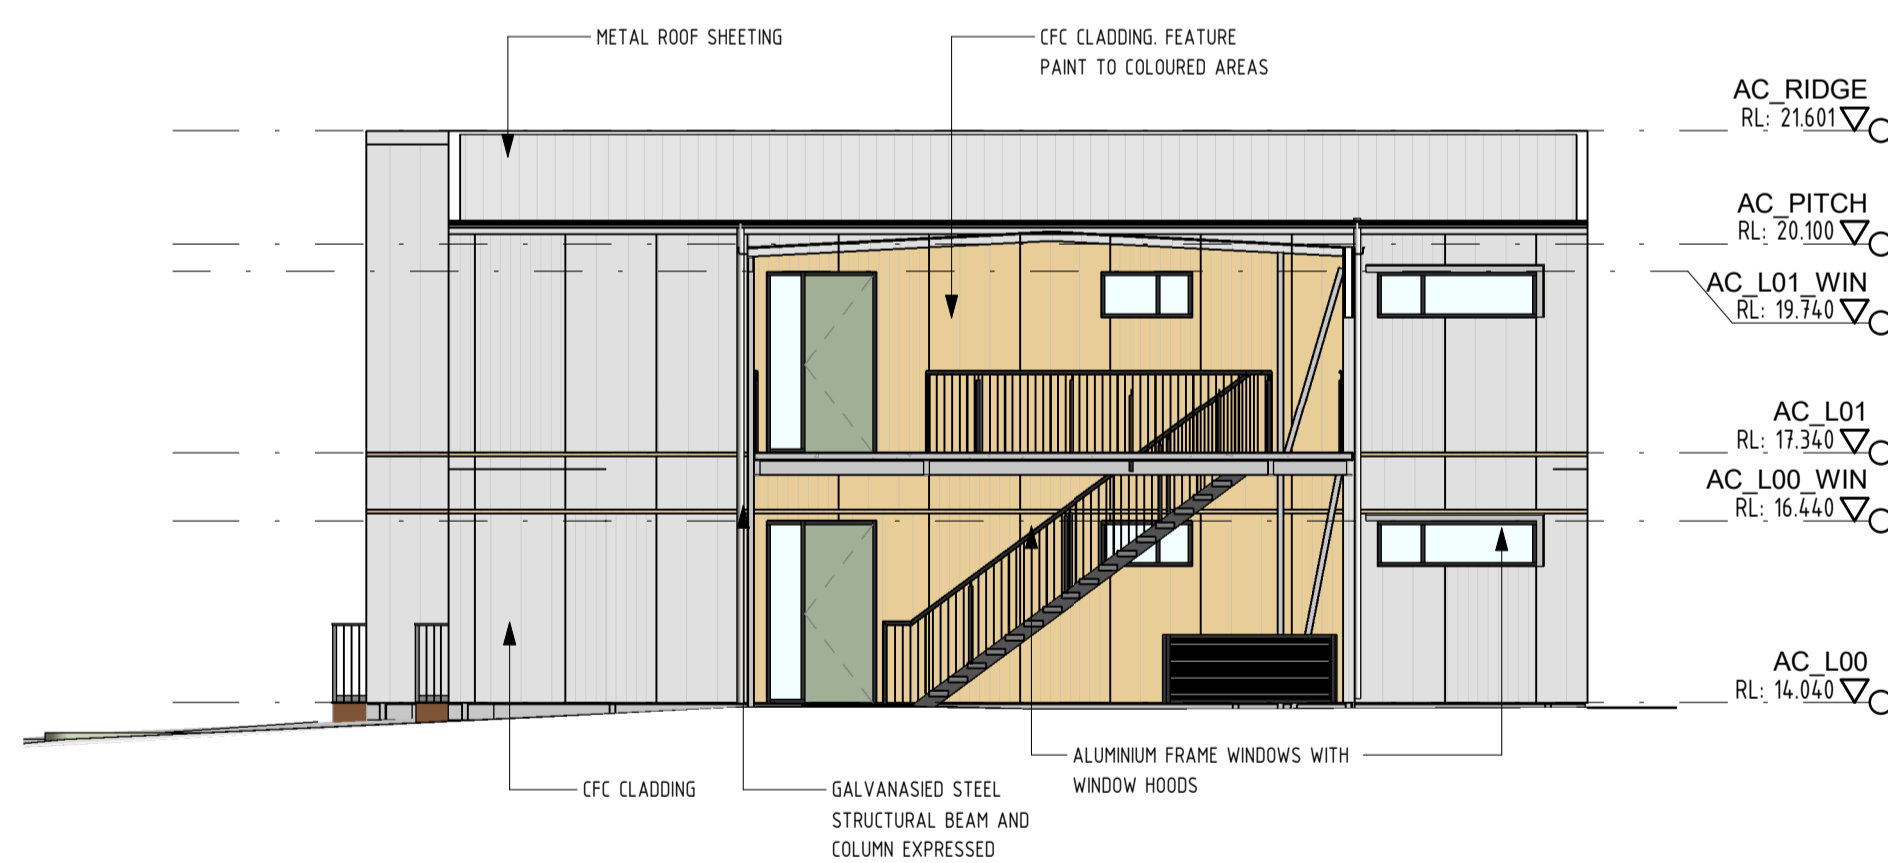 METAL ROOF SHEETING
CFC CLADDING. FEATURE
PAINT TO COLOURED AREAS
AC_RIDGE
RL: 21.601
AC_PITCH
RL: 20.100
AC_L01_WIN
RL: 19.740
AC_L01
RL: 17.340
AC_L00_WIN
RL: 16.440
AC_L00
RL: 14.040
ALUMINIUM FRAME WINDOWS WITH
WINDOW HOODS
CFC CLADDING
GALVANASIED STEEL
STRUCTURAL BEAM AND
COLUMN EXPRESSED